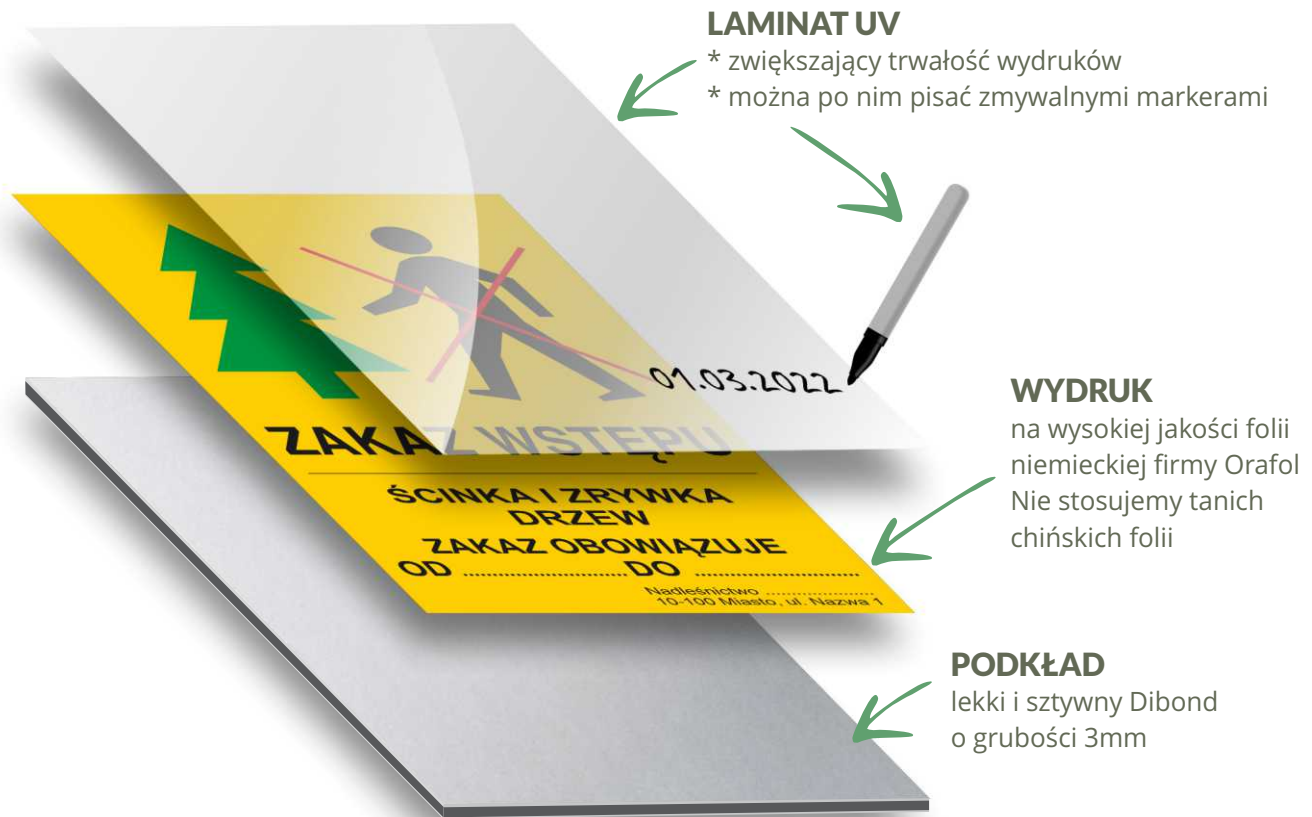 LAMINAT UV
* zwiększający trwałość wydruków
* można po nim pisać zmywalnymi markerami
01.03.2022
WYDRUK
na wysokiej jakości folii
niemieckiej firmy Orafol
Nie stosujemy tanich
chińskich folii
ZAKAZ WSTĘPU
ŚCINKA I ZRYWKA
DRZEW
ZAKAZ OBOWIĄZUJE
OD ........................... DO ...........................
Nadleśnictwo ......................
10-100 Miasto, ul. Nazwa 1
PODKŁAD
lekki i sztywny Dibond
o grubości 3mm